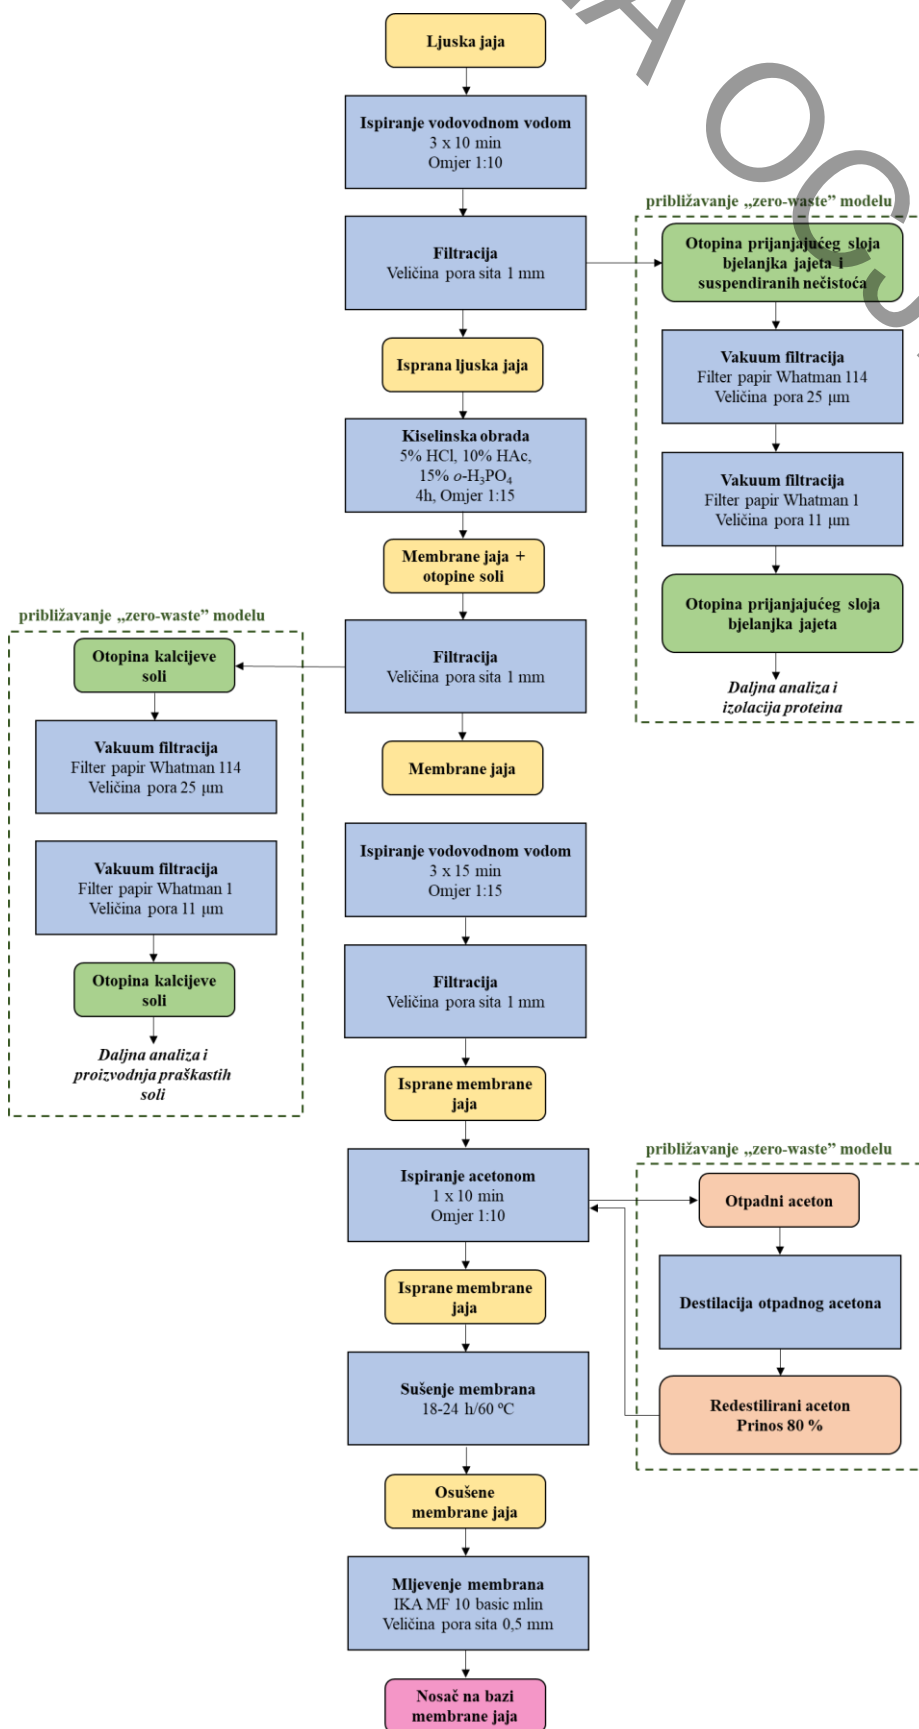 Ljuska jaja
Ispiranje vodovodnom vodom
3 x 10 min
Omjer 1:10
Filtracija
Veličina pora sita 1 mm
približavanje „zero-waste” modelu
Otopina prijanjajućeg sloja
bjelanjka jajeta i
suspendiranih nečistoća
Vakuum filtracija
Filter papir Whatman 114
Veličina pora 25 μm
Vakuum filtracija
Filter papir Whatman 1
Veličina pora 11 μm
Otopina prijanjajućeg sloja
bjelanjka jajeta
Daljna analiza i
izolacija proteina
Isprana ljuska jaja
Kiselinska obrada
5% HCl, 10% HAc,
15% o-H₃PO₄
4h, Omjer 1:15
Membrane jaja +
otopine soli
Filtracija
Veličina pora sita 1 mm
približavanje „zero-waste” modelu
Otopina kalcijeve
soli
Vakuum filtracija
Filter papir Whatman 114
Veličina pora 25 μm
Vakuum filtracija
Filter papir Whatman 1
Veličina pora 11 μm
Otopina kalcijeve
soli
Daljna analiza i
proizvodnja praškastih
soli
Membrane jaja
Ispiranje vodovodnom vodom
3 x 15 min
Omjer 1:15
Filtracija
Veličina pora sita 1 mm
Isprane membrane
jaja
Ispiranje acetonom
1 x 10 min
Omjer 1:10
približavanje „zero-waste” modelu
Otpadni aceton
Destilacija otpadnog acetona
Redestilirani aceton
Prinos 80 %
Isprane membrane
jaja
Sušenje membrana
18-24 h/60 ºC
Osušene
membrane jaja
Mljevenje membrana
IKA MF 10 basic mlin
Veličina pora sita 0,5 mm
Nosač na bazi
membrane jaja